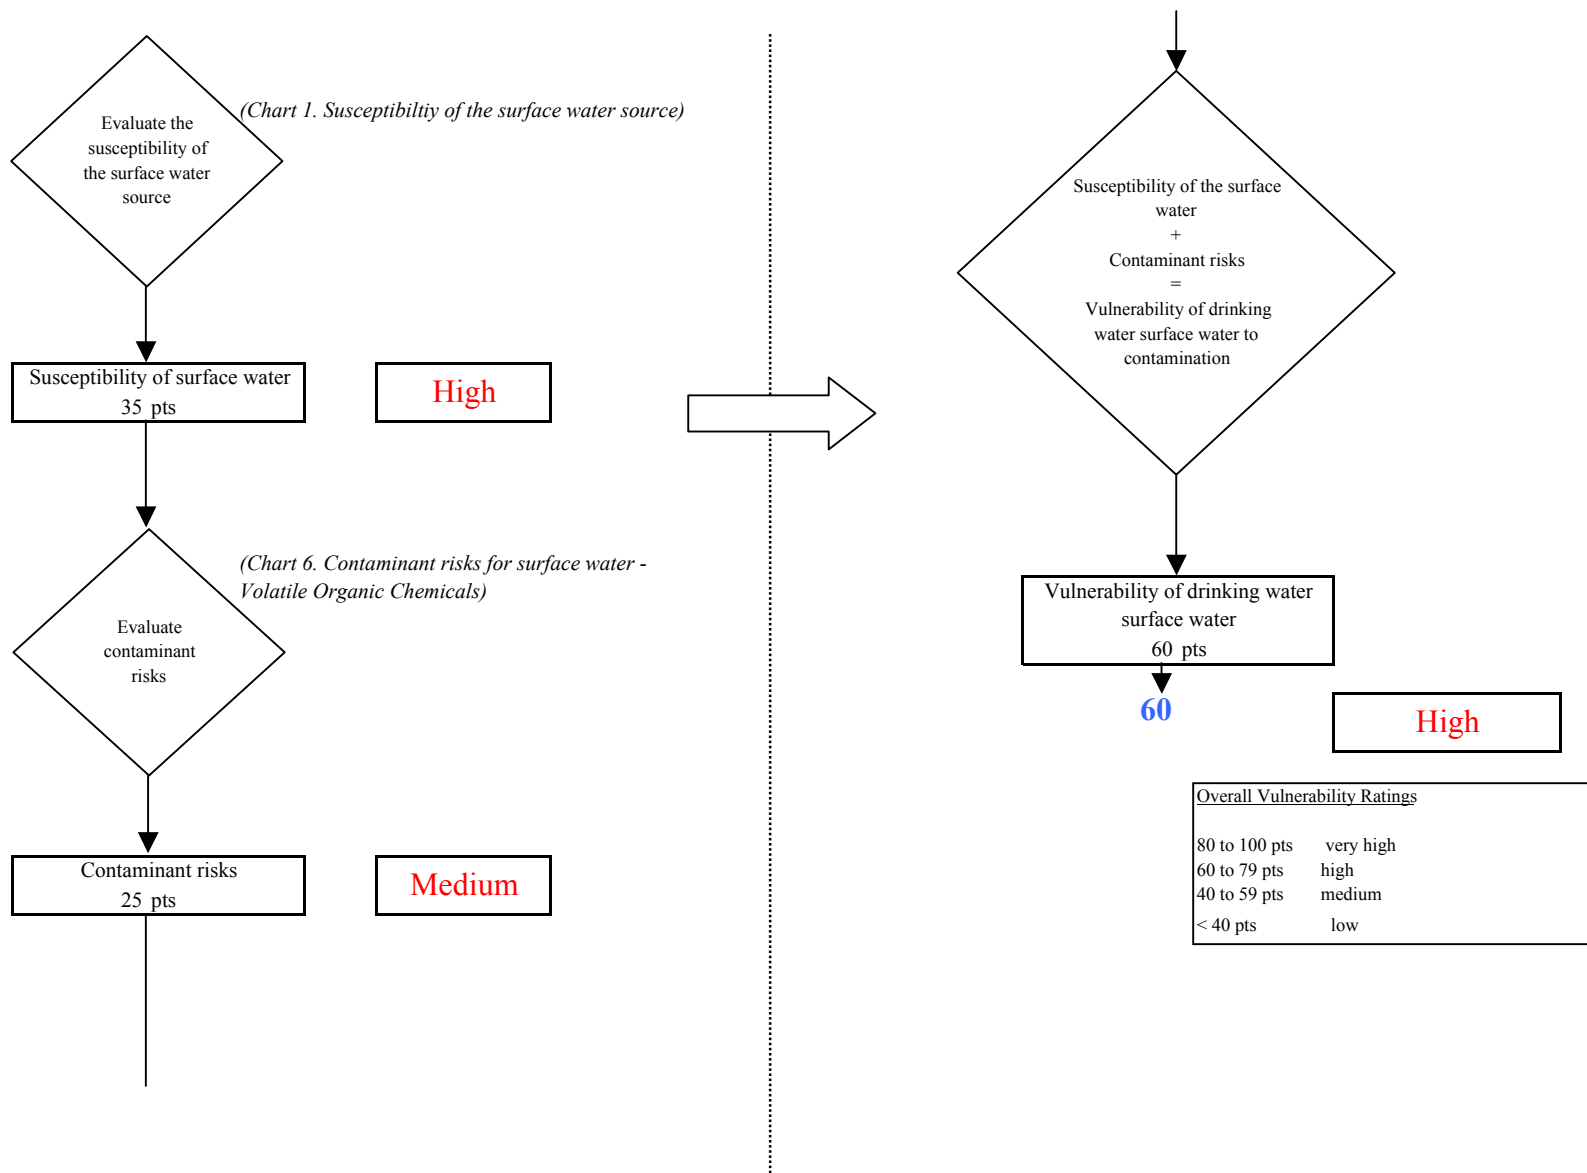 Evaluate the
susceptibility of
the surface water
source
(Chart 1. Susceptibiltiy of the surface water source)
Susceptibility of surface water
35 pts
High
Evaluate
contaminant
risks
(Chart 6. Contaminant risks for surface water -
Volatile Organic Chemicals)
Contaminant risks
25 pts
Medium
Susceptibility of the surface
water
+
Contaminant risks
=
Vulnerability of drinking
water surface water to
contamination
Vulnerability of drinking water
surface water
60 pts
60
High
Overall Vulnerability Ratings
80 to 100 pts very high
60 to 79 pts high
40 to 59 pts medium
< 40 pts low